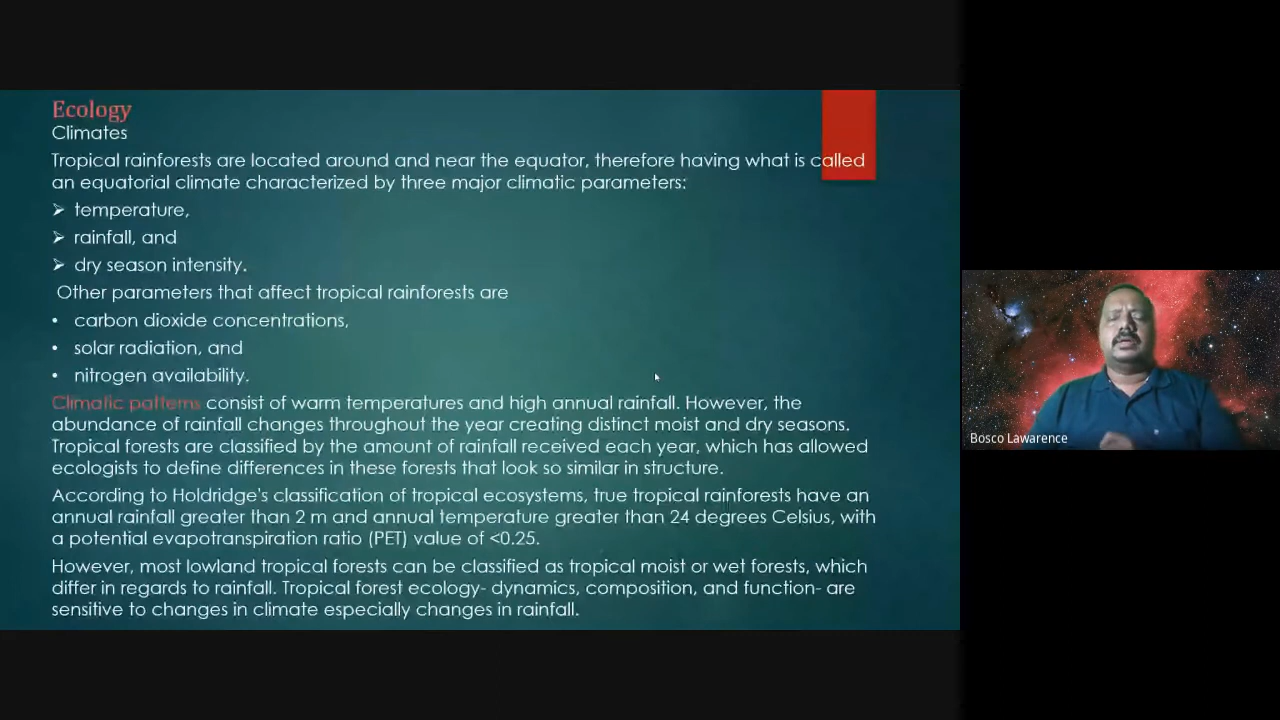 Ecology
Climates
Tropical rainforests are located around and near the equator, therefore having what is called
an equatorial climate characterized by three major climatic parameters:
➢ temperature,
➢ rainfall, and
➢ dry season intensity.
Other parameters that affect tropical rainforests are
• carbon dioxide concentrations,
• solar radiation, and
• nitrogen availability.
Climatic patterns consist of warm temperatures and high annual rainfall. However, the
abundance of rainfall changes throughout the year creating distinct moist and dry seasons.
Tropical forests are classified by the amount of rainfall received each year, which has allowed
ecologists to define differences in these forests that look so similar in structure.
According to Holdridge's classification of tropical ecosystems, true tropical rainforests have an
annual rainfall greater than 2 m and annual temperature greater than 24 degrees Celsius, with
a potential evapotranspiration ratio (PET) value of <0.25.
However, most lowland tropical forests can be classified as tropical moist or wet forests, which
differ in regards to rainfall. Tropical forest ecology- dynamics, composition, and function- are
sensitive to changes in climate especially changes in rainfall.
Bosco Lawarence